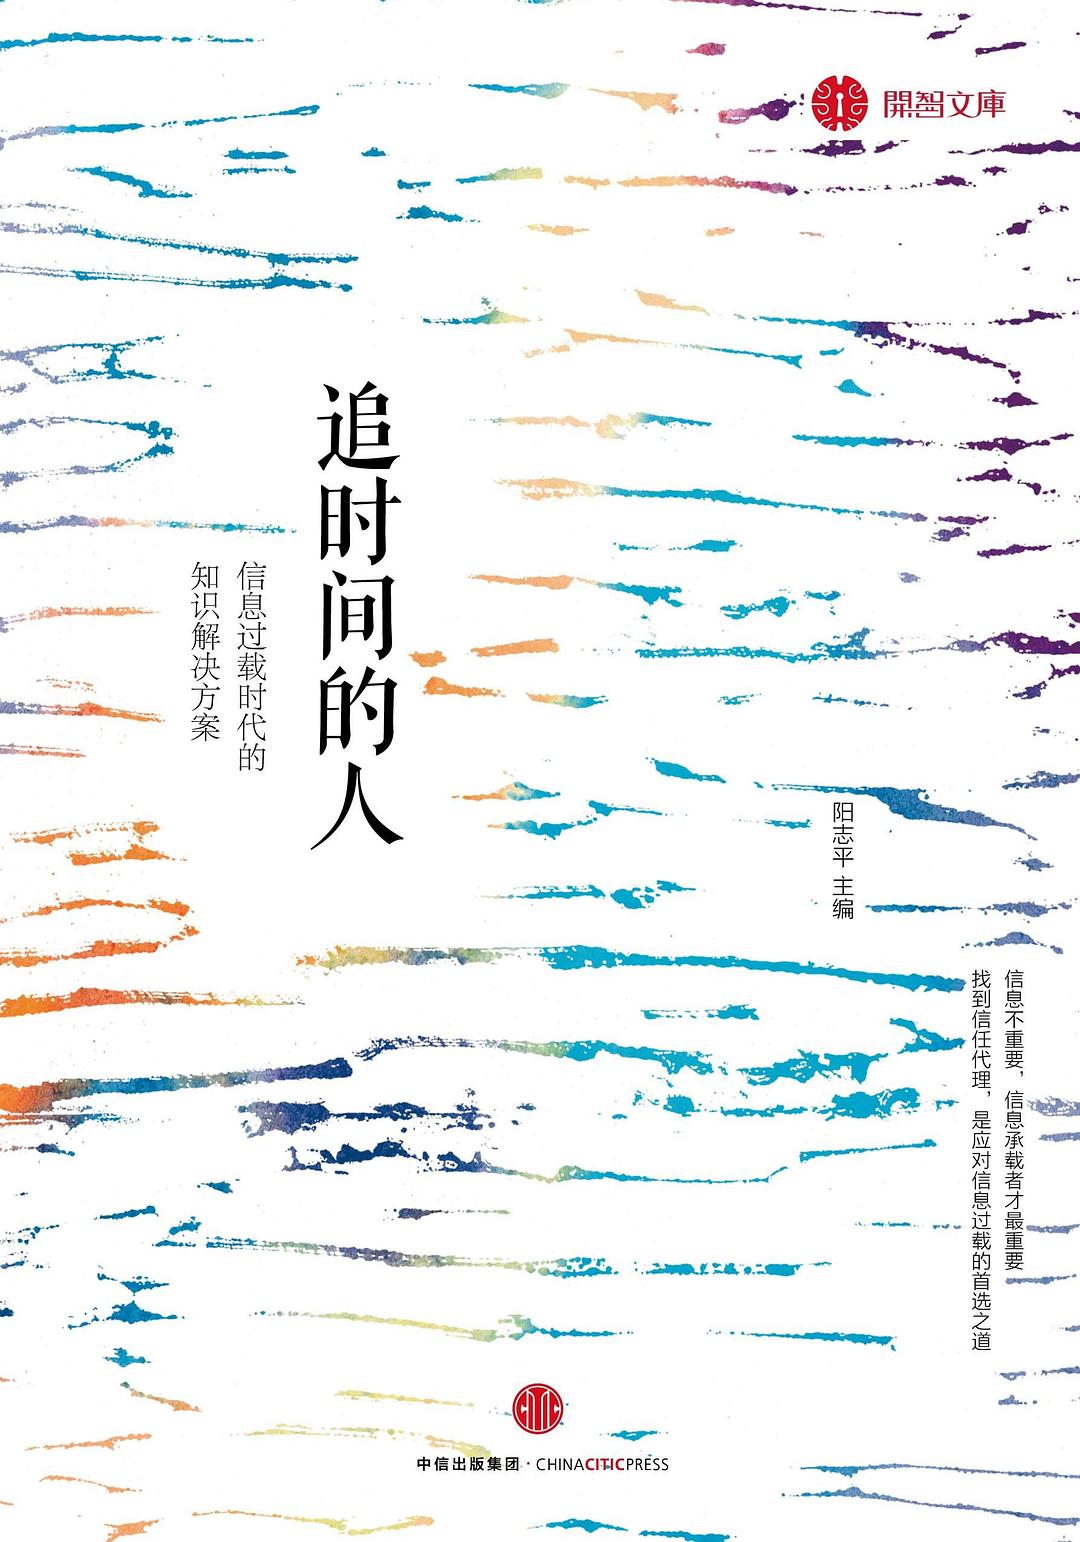 開智文庫
追时间的人
信息过载时代的
知识解决方案
阳志平 主编
信息不重要，信息承载者才最重要
找到信任代理，是应对信息过载的首选之道
中信出版集团·CHINACITICPRESS